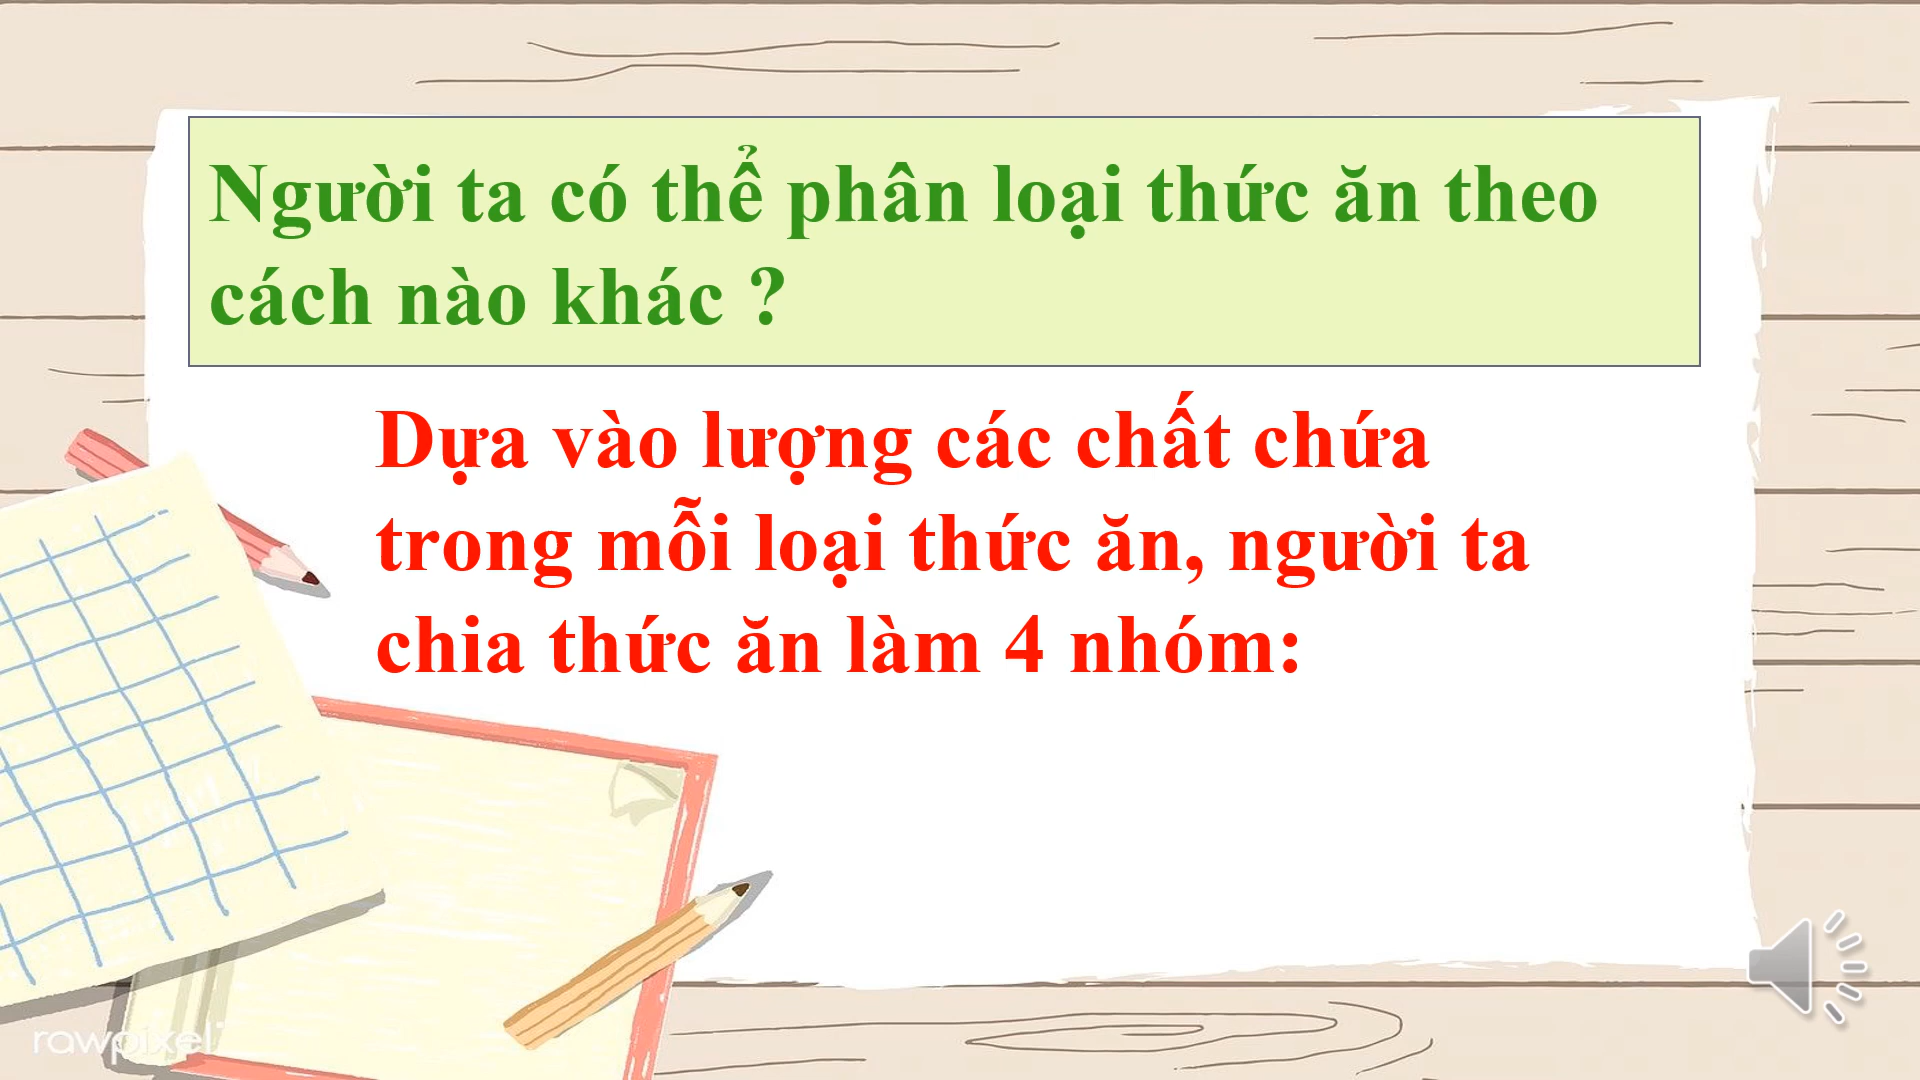 Người ta có thể phân loại thức ăn theo
cách nào khác ?
Dựa vào lượng các chất chứa
trong mỗi loại thức ăn, người ta
chia thức ăn làm 4 nhóm:
rawpixel